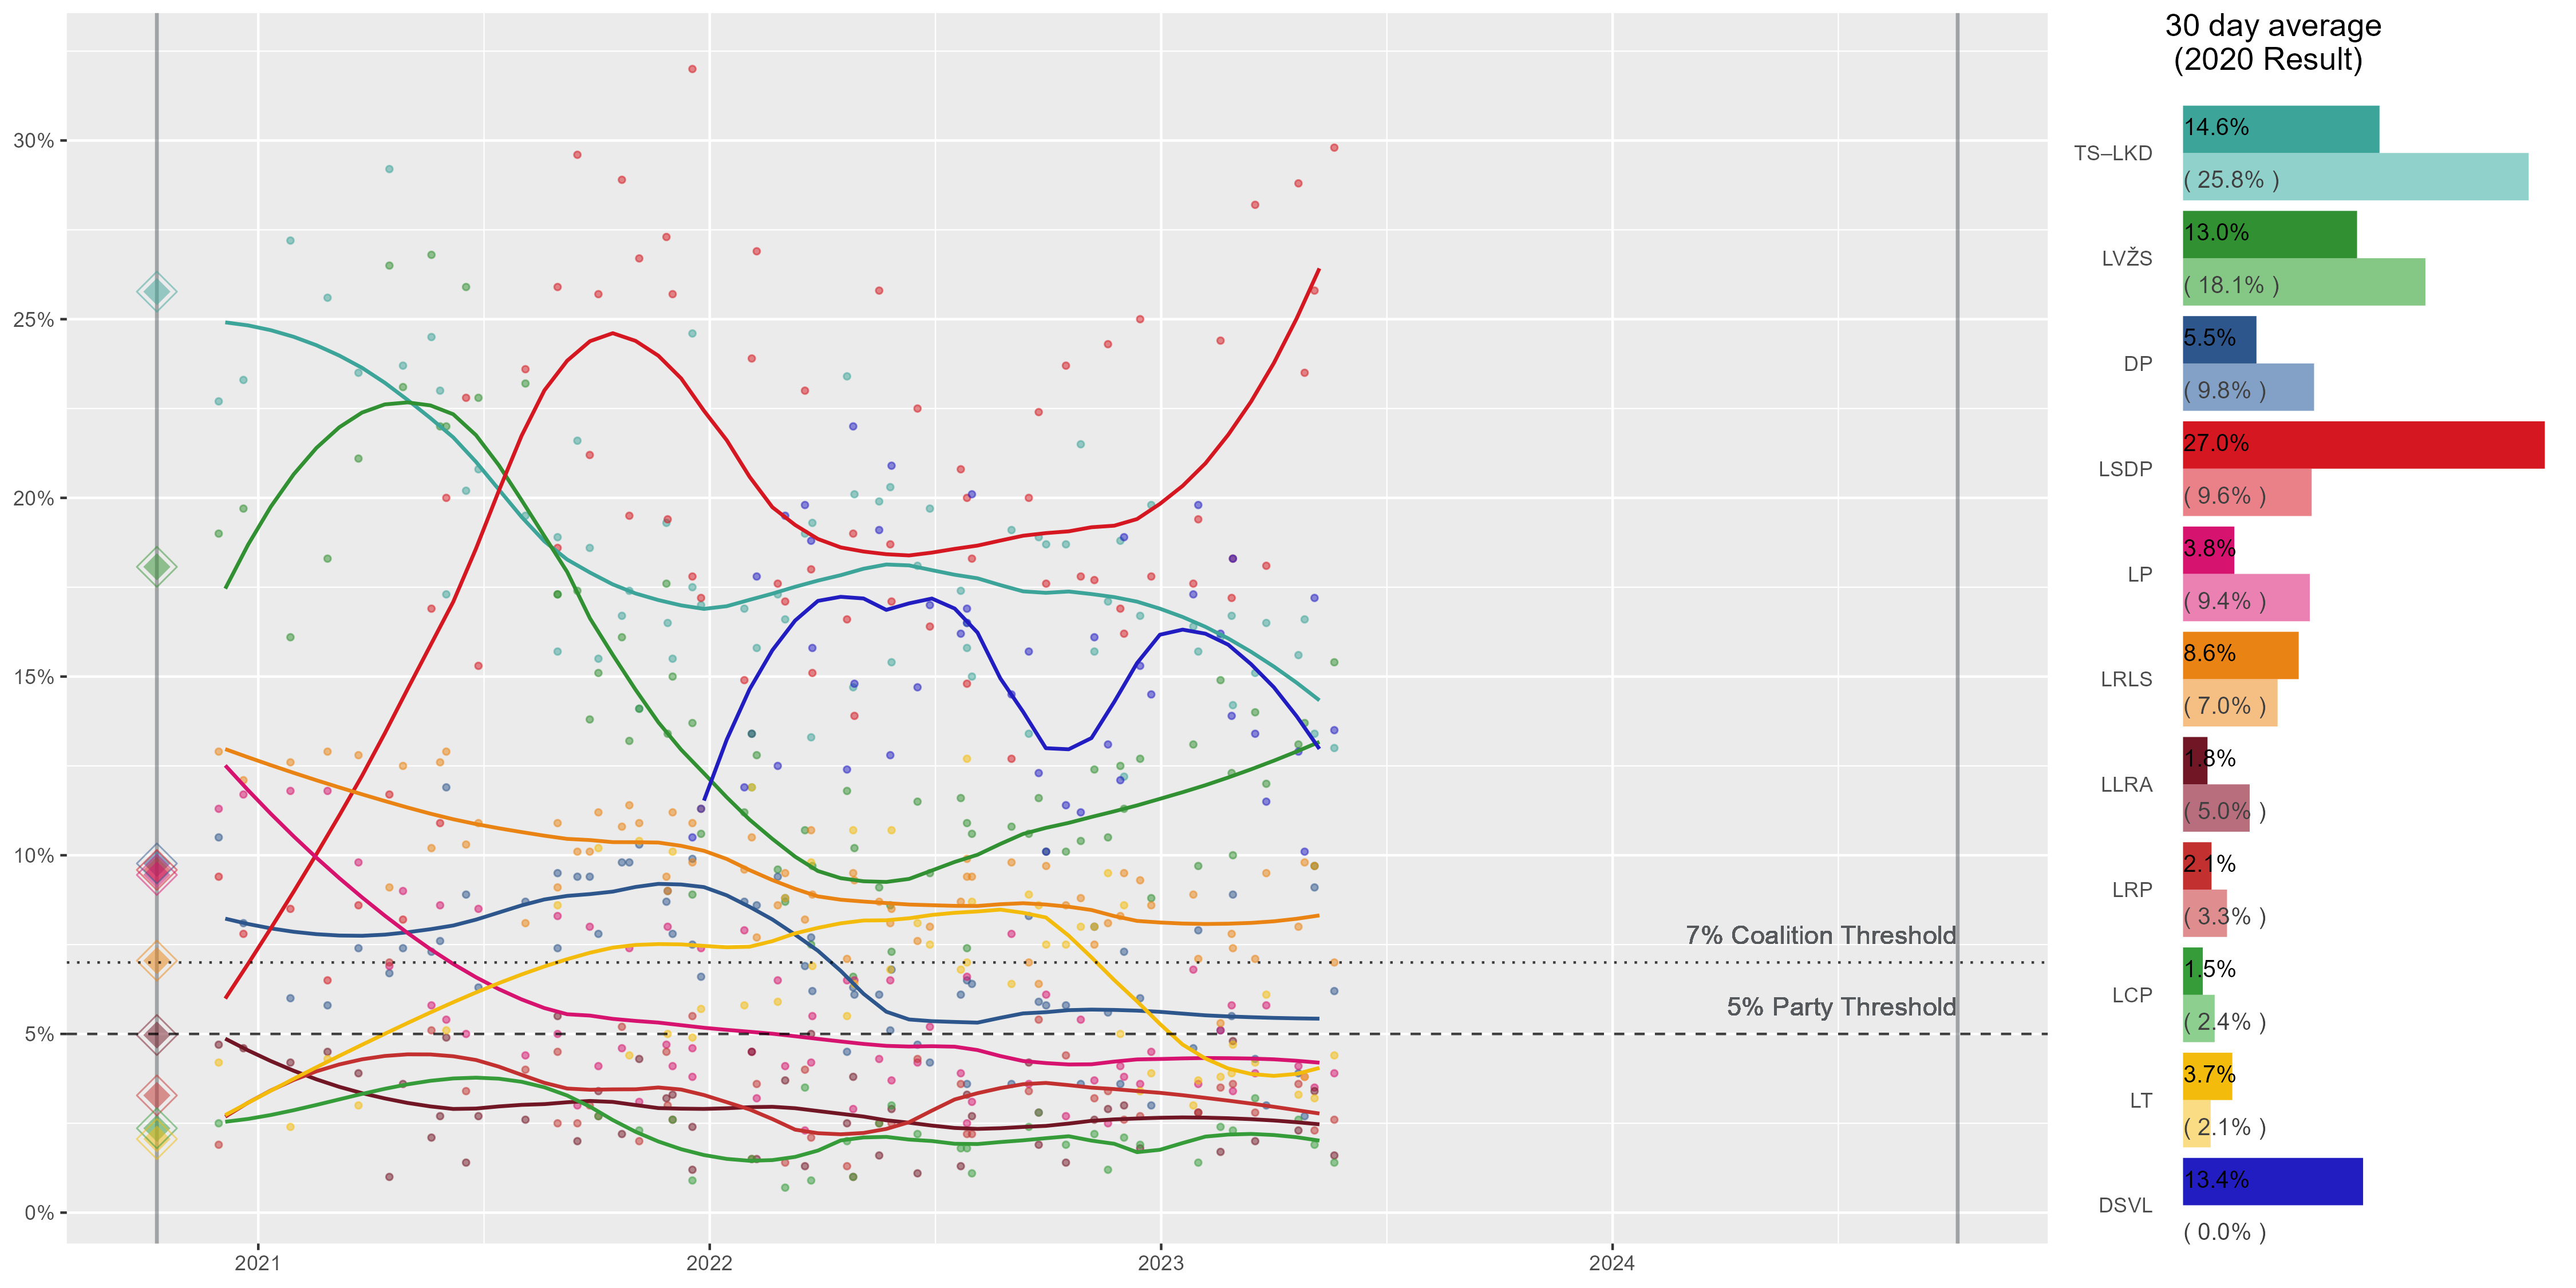 30 day average
(2020 Result)
30%
25%
20%
15%
10%
5%
0%
2021
2022
2023
2024
7% Coalition Threshold
5% Party Threshold
TS–LKD
14.6%
( 25.8% )
LVŽS
13.0%
( 18.1% )
DP
5.5%
( 9.8% )
LSDP
27.0%
( 9.6% )
LP
3.8%
( 9.4% )
LRLS
8.6%
( 7.0% )
LLRA
1.8%
( 5.0% )
LRP
2.1%
( 3.3% )
LCP
1.5%
( 2.4% )
LT
3.7%
( 2.1% )
DSVL
13.4%
( 0.0% )